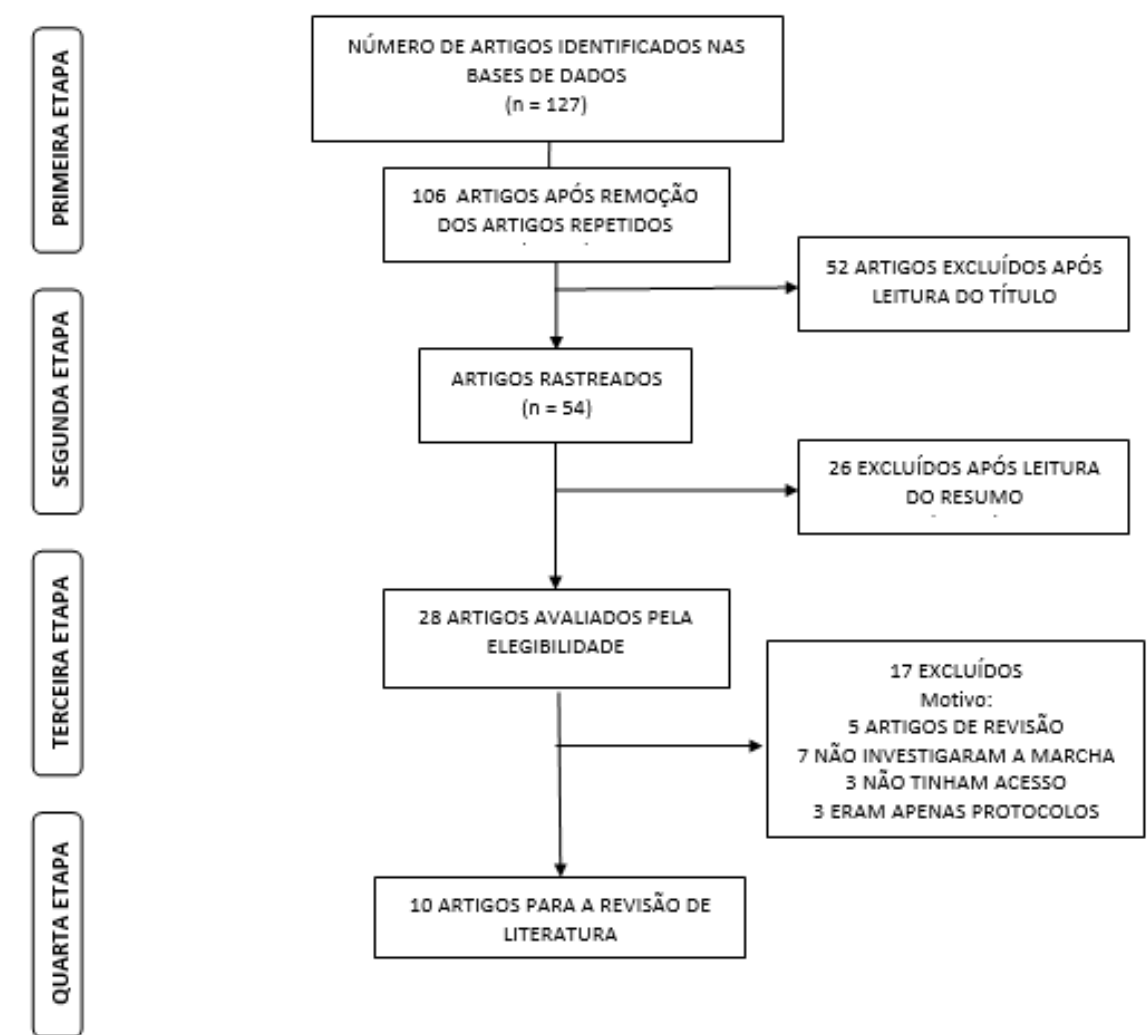 PRIMEIRA ETAPA
NÚMERO DE ARTIGOS IDENTIFICADOS NAS
BASES DE DADOS
(n = 127)
106 ARTIGOS APÓS REMOÇÃO
DOS ARTIGOS REPETIDOS
52 ARTIGOS EXCLUÍDOS APÓS
LEITURA DO TÍTULO
SEGUNDA ETAPA
ARTIGOS RASTREADOS
(n = 54)
26 EXCLUÍDOS APÓS LEITURA
DO RESUMO
TERCEIRA ETAPA
28 ARTIGOS AVALIADOS PELA
ELEGIBILIDADE
17 EXCLUÍDOS
Motivo:
5 ARTIGOS DE REVISÃO
7 NÃO INVESTIGARAM A MARCHA
3 NÃO TINHAM ACESSO
3 ERAM APENAS PROTOCOLOS
QUARTA ETAPA
10 ARTIGOS PARA A REVISÃO DE
LITERATURA